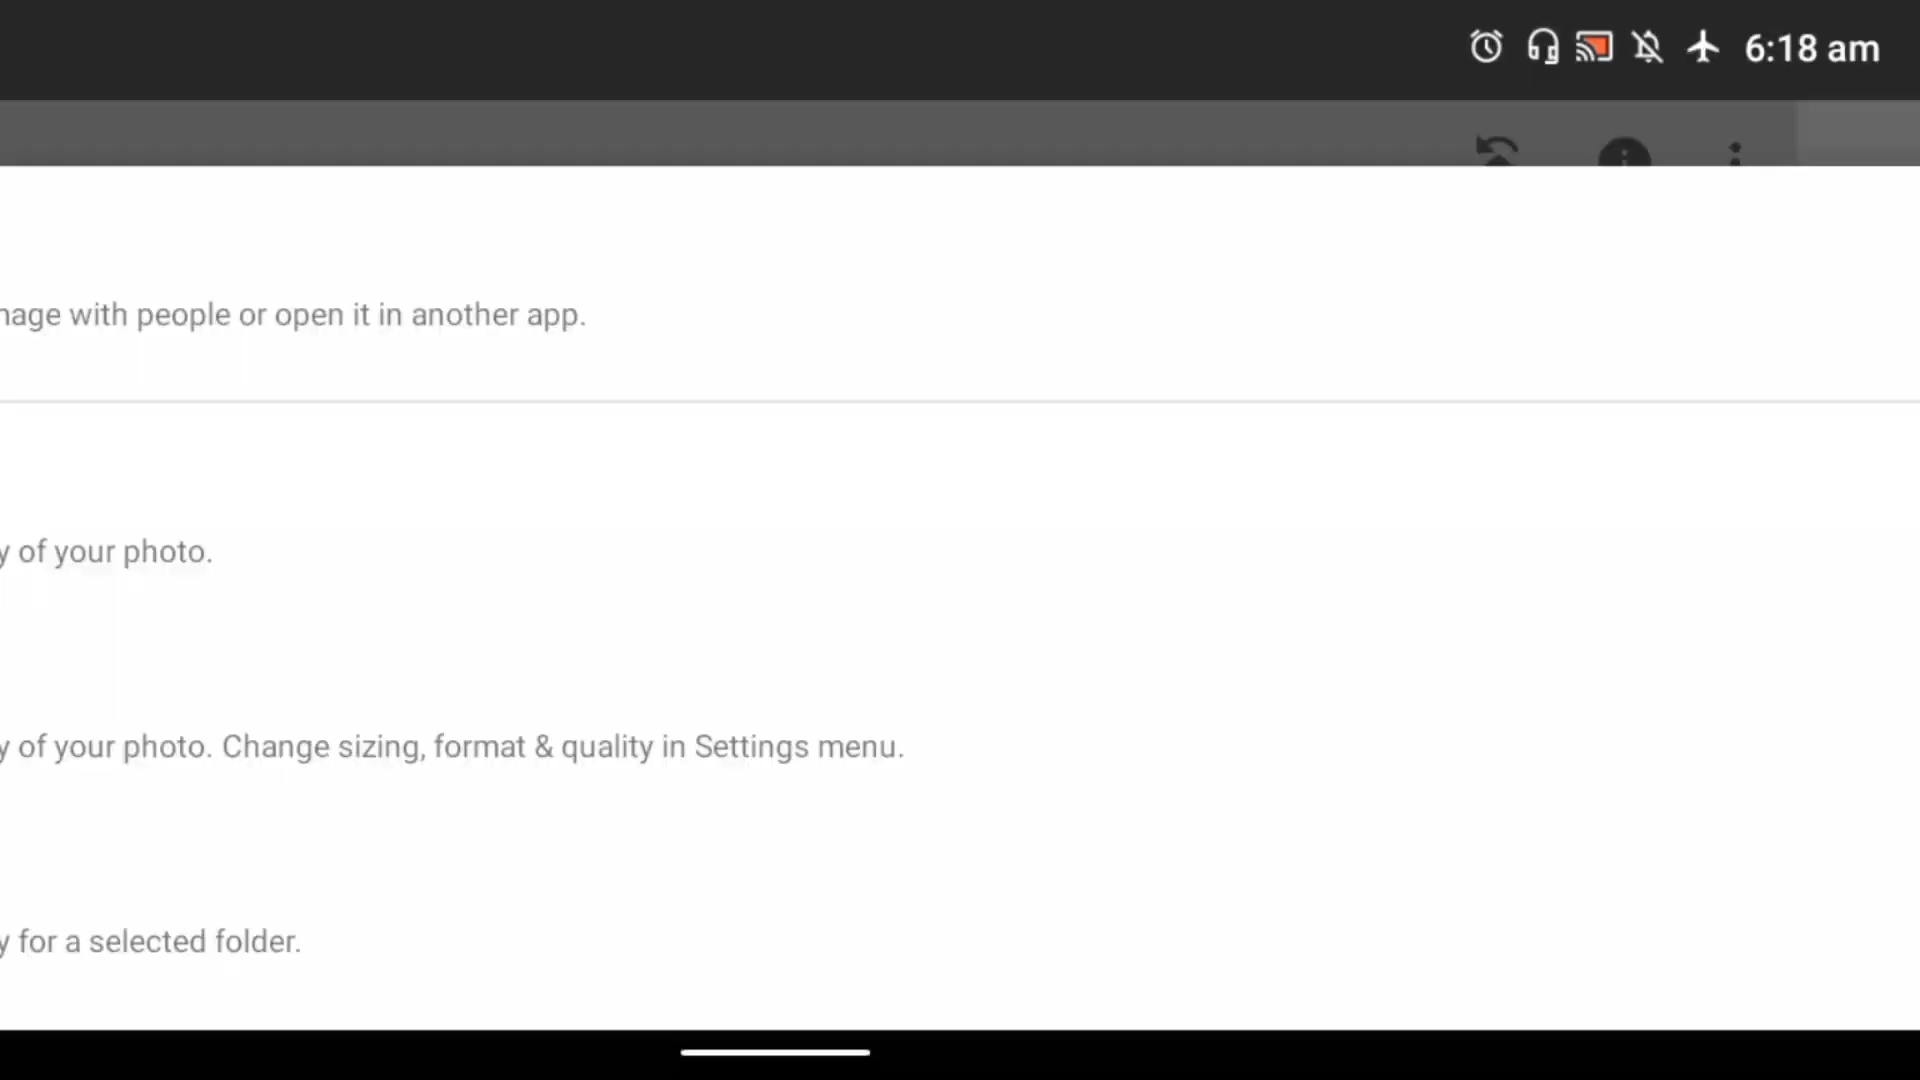 6:18 am
with people or open it in another app.
of your photo.
of your photo. Change sizing, format & quality in Settings menu.
for a selected folder.